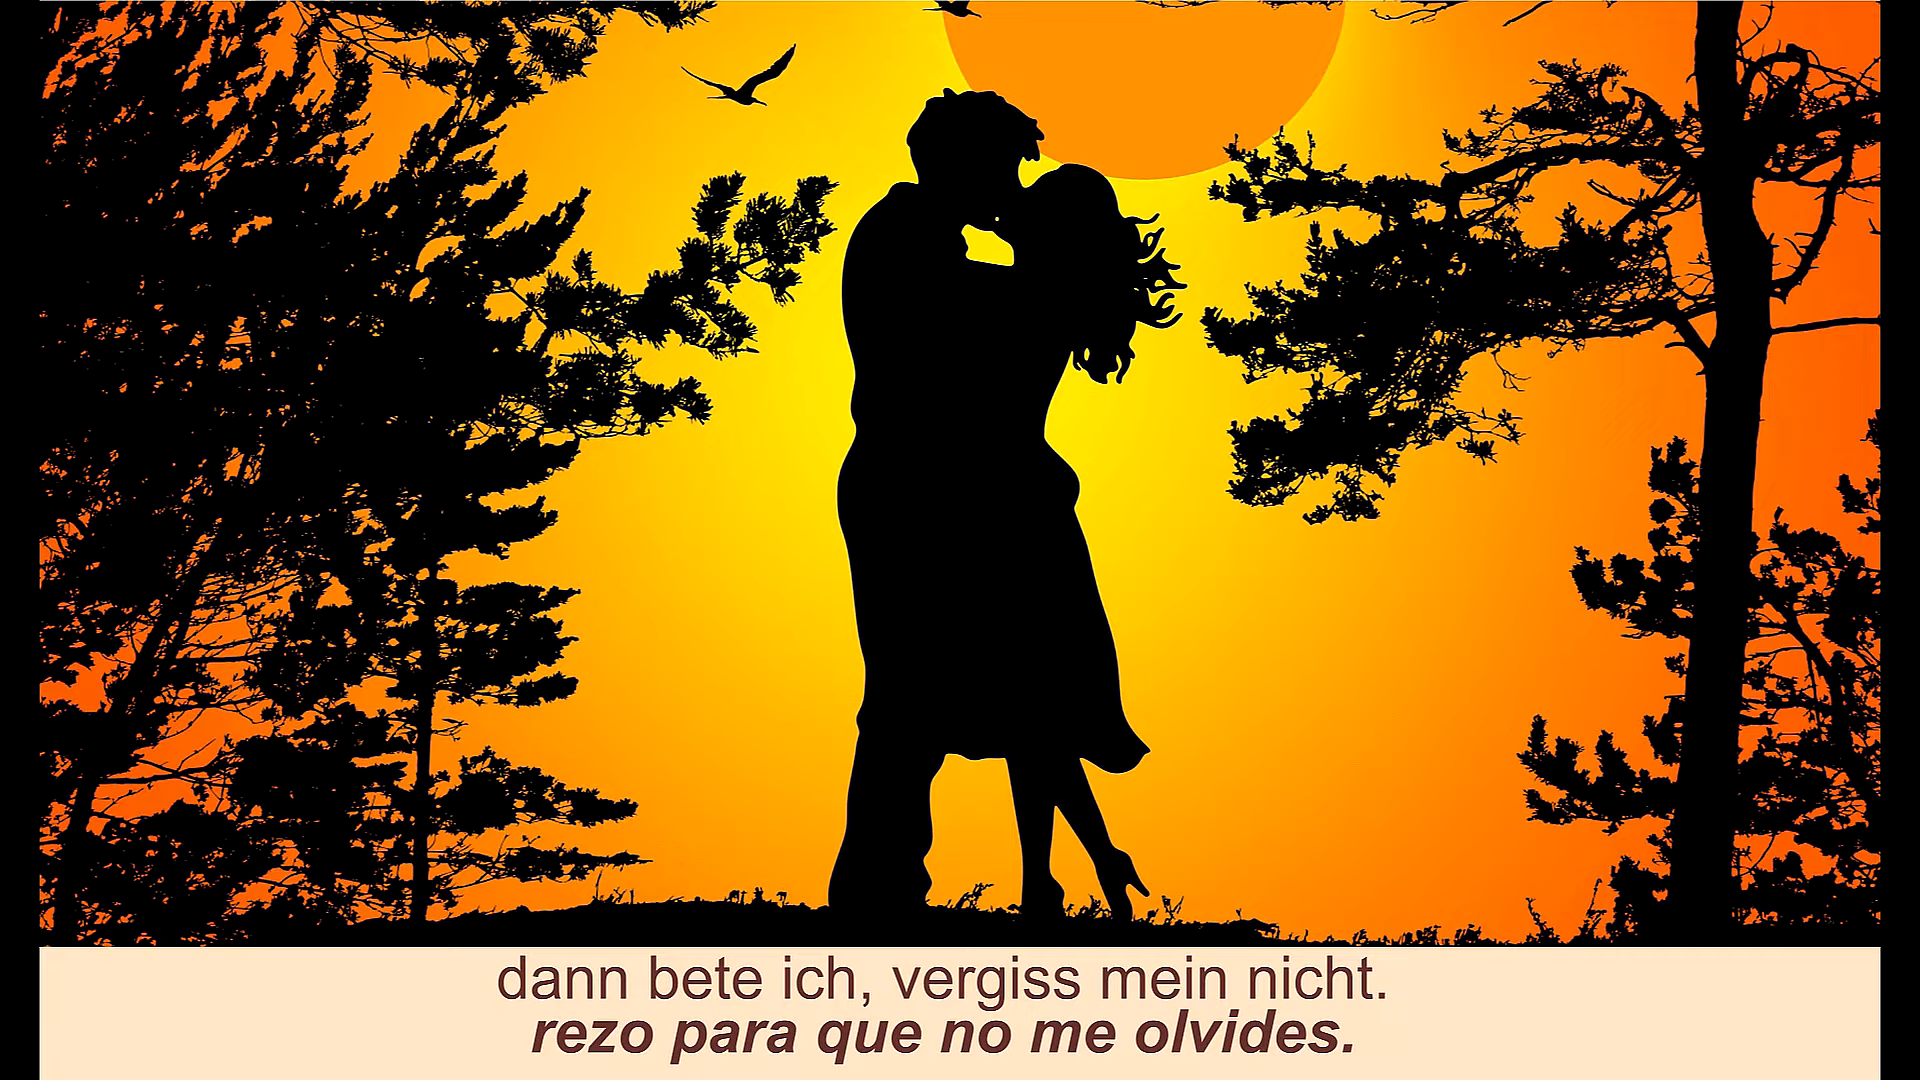 dann bete ich, vergiss mein nicht.
rezo para que no me olvides.